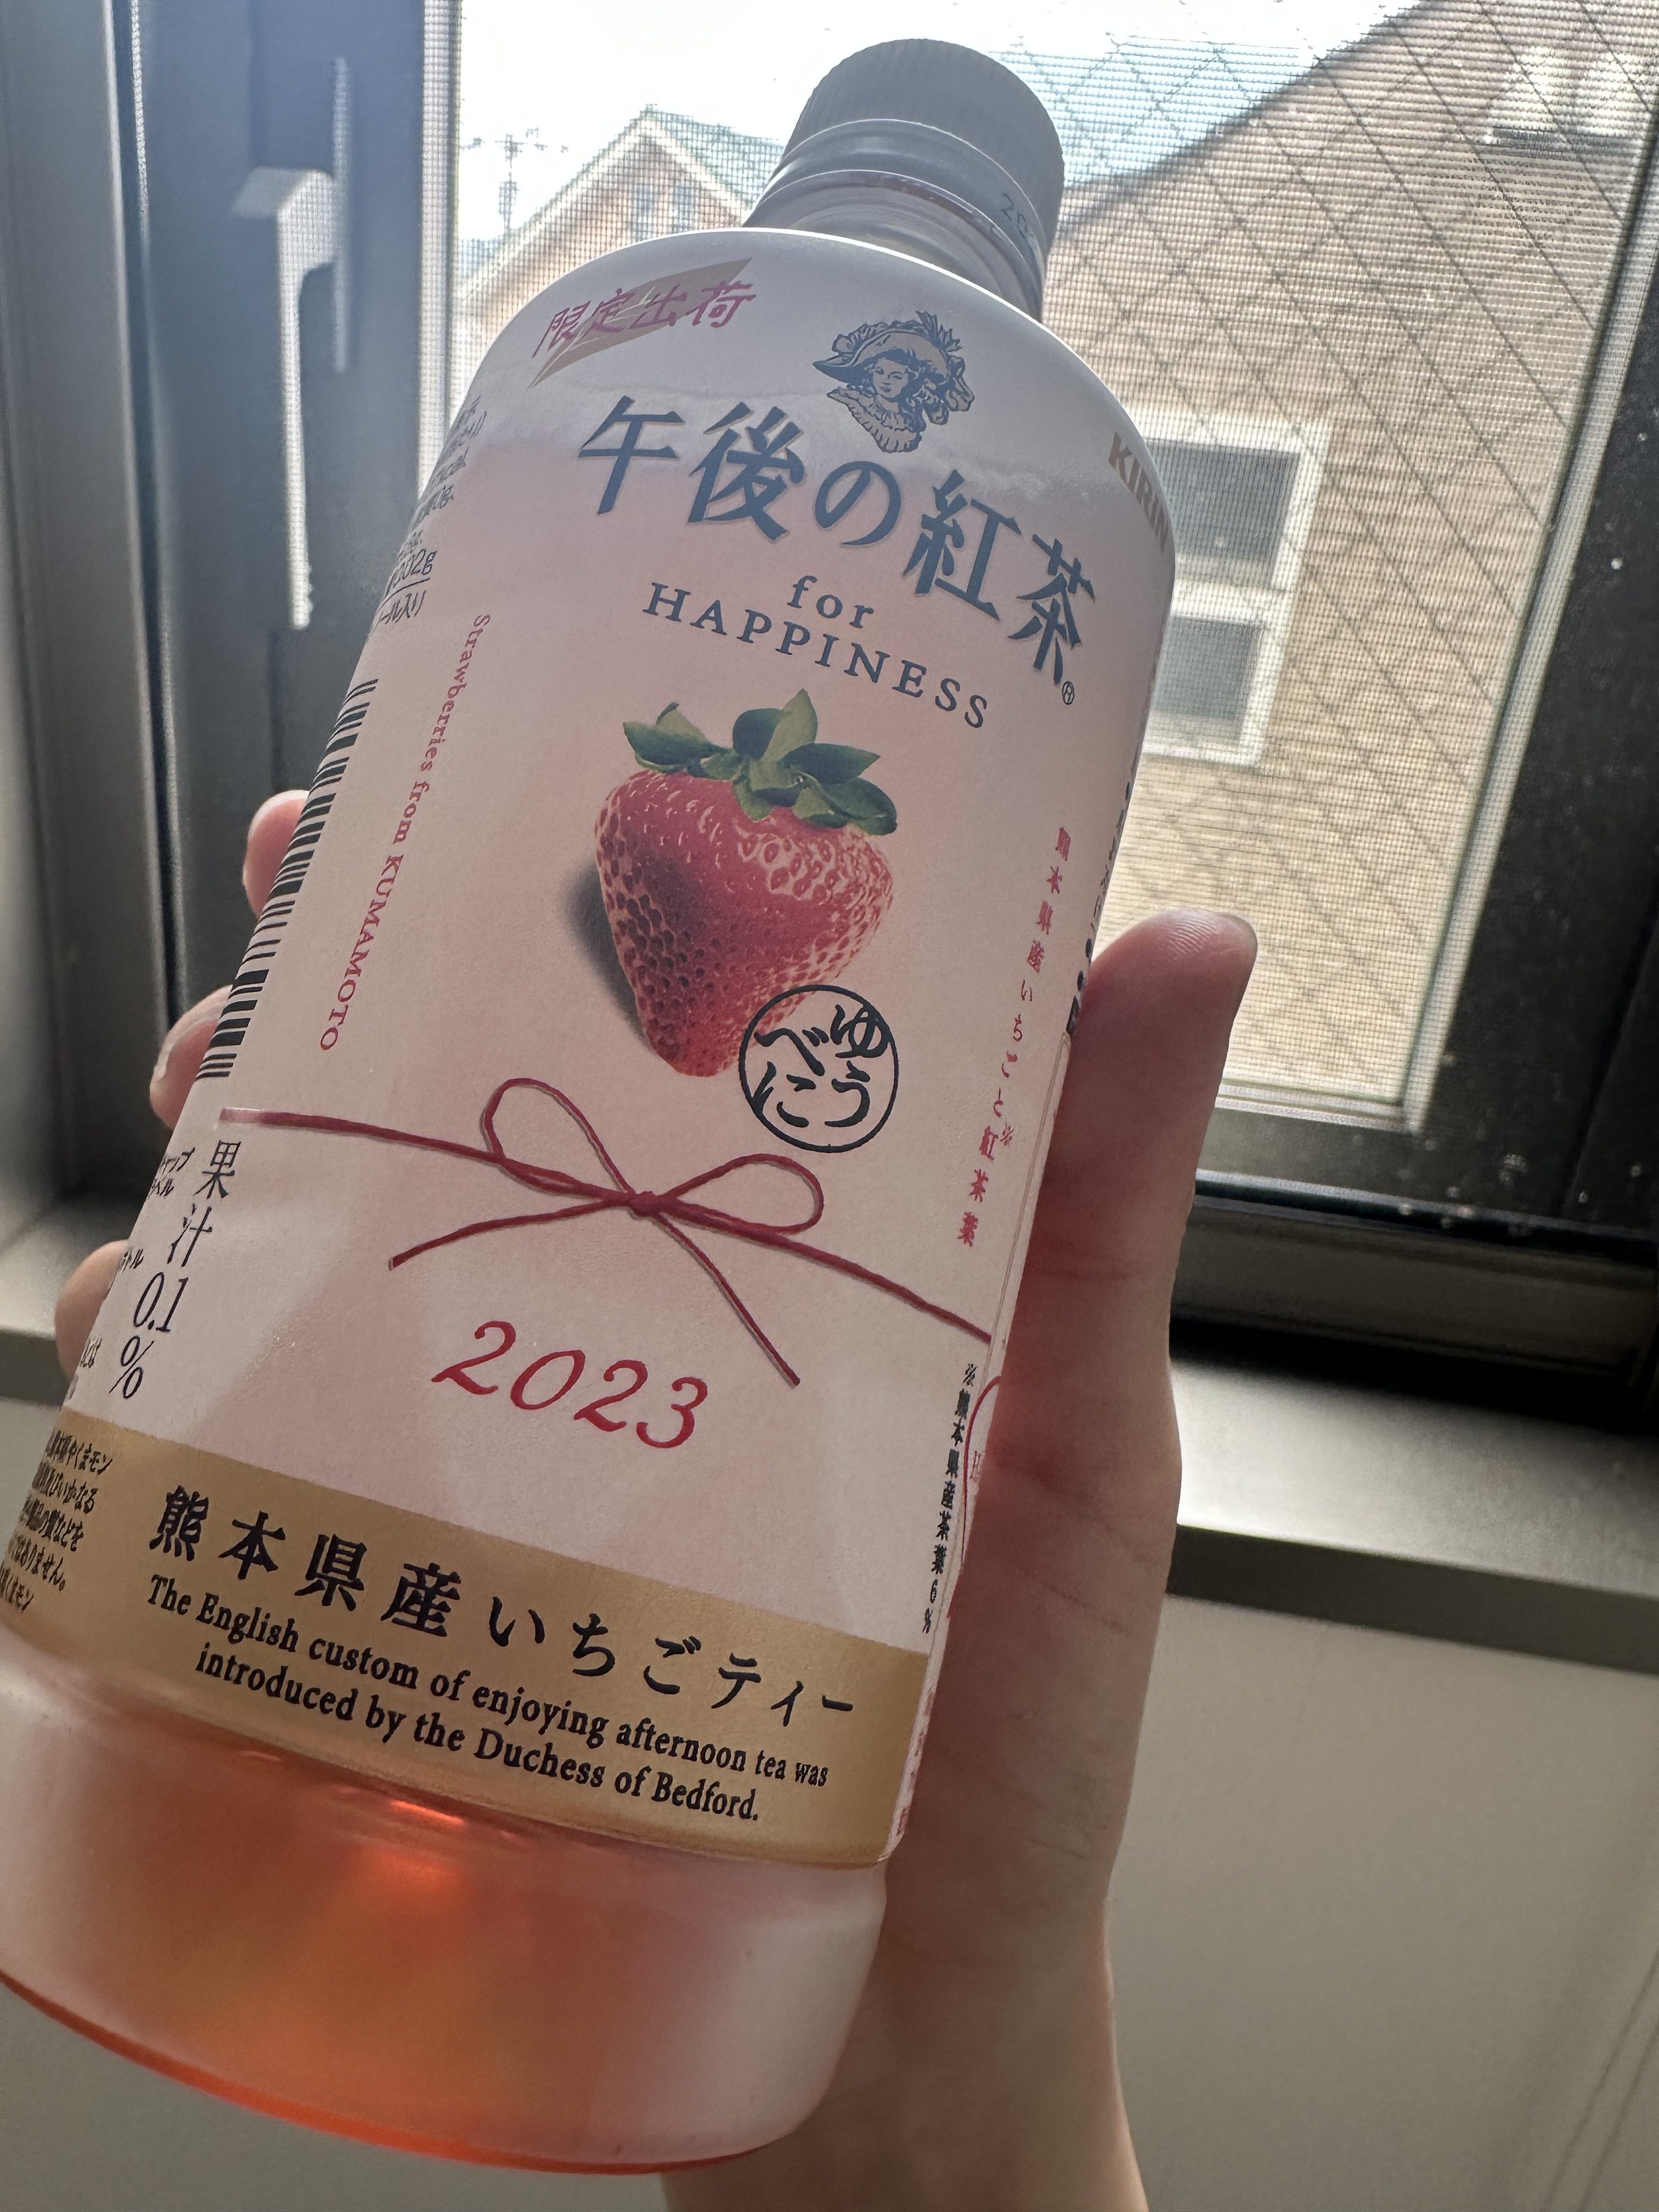 限定出荷
KIRIN
午後の紅茶®
for
HAPPINESS
332g
Strawberries from KUMAMOTO
熊本県産いちごと紅茶葉※
ゆう
べに
果汁
0.1
%
2023
※熊本県産茶葉6%
熊本県産いちごティー
The English custom of enjoying afternoon tea was
introduced by the Duchess of Bedford.